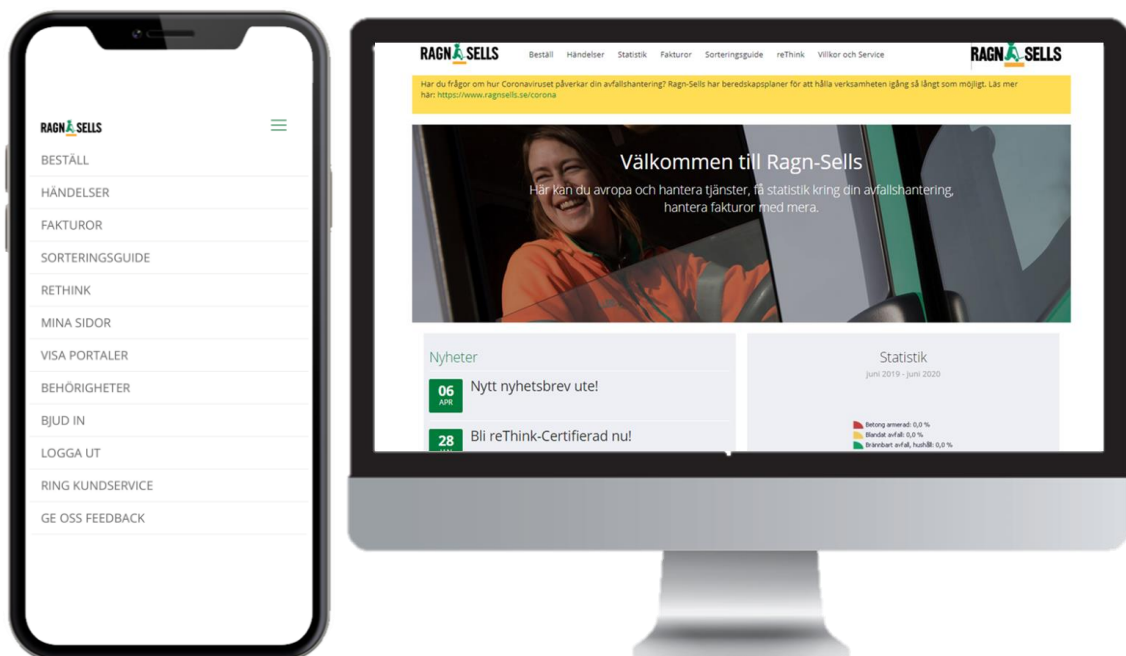 RAGN SELLS
BESTÄLL
HÄNDELSER
FAKTUROR
SORTERINGSGUIDE
RETHINK
MINA SIDOR
VISA PORTALER
BEHÖRIGHETER
BJUD IN
LOGGA UT
RING KUNDSERVICE
GE OSS FEEDBACK
RAGN SELLS Beställ Händelser Statistik Fakturor Sorteringsguide reThink Villkor och Service RAGN SELLS
Har du frågor om hur Coronaviruset påverkar din avfallshantering? Ragn-Sells har beredskapsplaner för att hålla verksamheten igång så långt som möjligt. Läs mer
här: https://www.ragnsells.se/corona
Välkommen till Ragn-Sells
Här kan du avropa och hantera tjänster, få statistik kring din avfallshantering,
hantera fakturor med mera.
Nyheter
06
APR
Nytt nyhetsbrev ute!
28
Bli reThink-Certifierad nu!
Statistik
juni 2019 - juni 2020
Betong armerad: 0,0 %
Blandat avfall: 0,0 %
Brännbart avfall, hushåll: 0,0 %